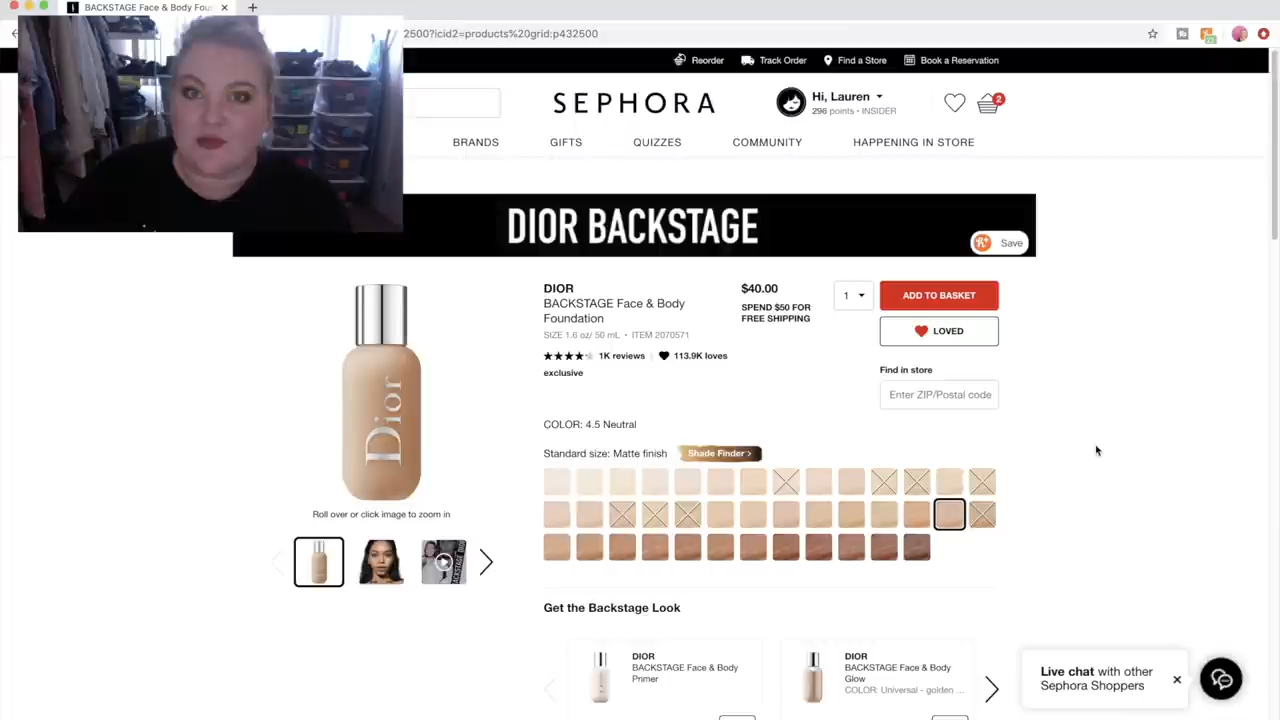 BACKSTAGE Face & Body Fou
2500?icid2=products%20grid:p432500
Reorder
Track Order
Find a Store
Book a Reservation
SEPHORA
Hi, Lauren
296 points • INSIDER
2
BRANDS
GIFTS
QUIZZES
COMMUNITY
HAPPENING IN STORE
DIOR BACKSTAGE
Save
DIOR
BACKSTAGE Face & Body
Foundation
SIZE 1.6 oz/ 50 mL • ITEM 2070571
1K reviews
113.9K loves
exclusive
$40.00
SPEND $50 FOR
FREE SHIPPING
1
ADD TO BASKET
LOVED
Find in store
Enter ZIP/Postal code
Dior
Roll over or click image to zoom in
COLOR: 4.5 Neutral
Standard size: Matte finish
Shade Finder >
Get the Backstage Look
DIOR
BACKSTAGE Face & Body
Primer
DIOR
BACKSTAGE Face & Body
Glow
COLOR: Universal - golden ...
Live chat with other
Sephora Shoppers